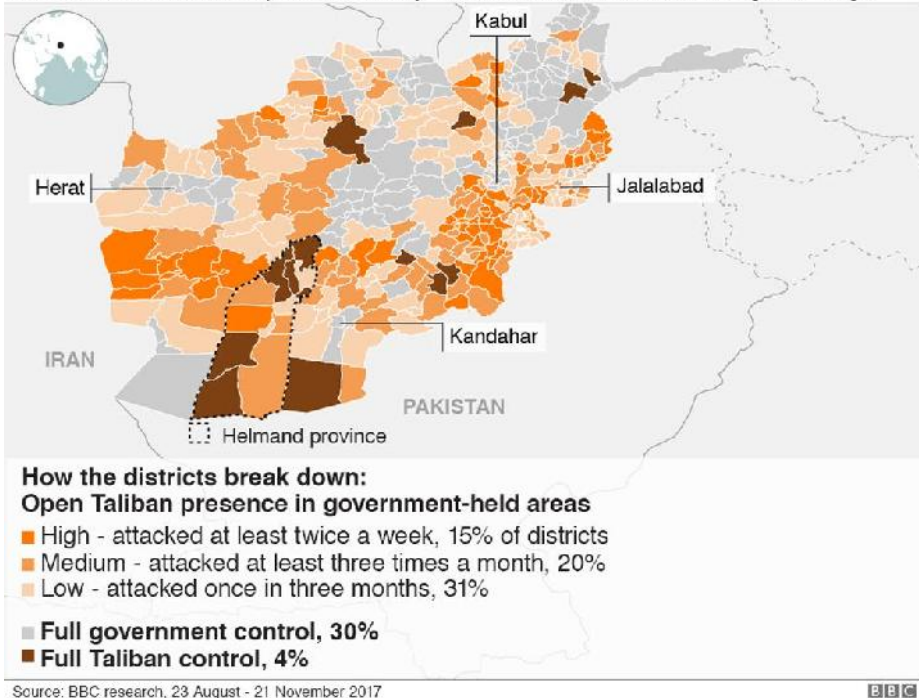 Kabul
Herat
Jalalabad
Kandahar
IRAN
PAKISTAN
Helmand province
How the districts break down:
Open Taliban presence in government-held areas
High - attacked at least twice a week, 15% of districts
Medium - attacked at least three times a month, 20%
Low - attacked once in three months, 31%
Full government control, 30%
Full Taliban control, 4%
Source: BBC research, 23 August - 21 November 2017
BBC